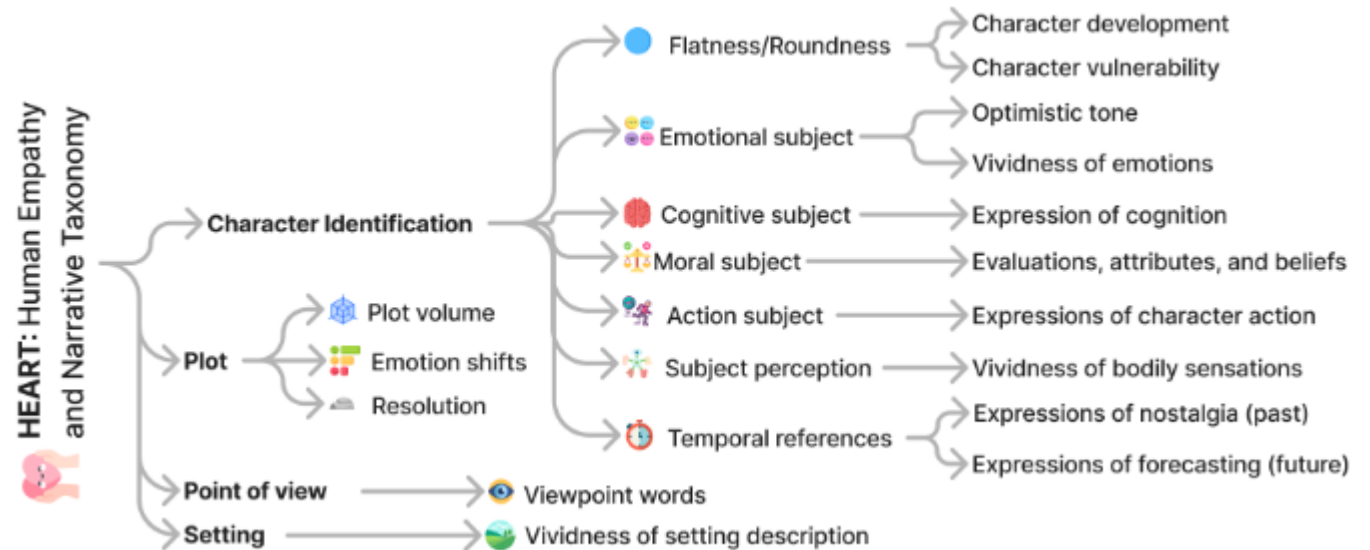 HEART: Human Empathy
and Narrative Taxonomy
Character Identification
Flatness/Roundness
Character development
Character vulnerability
Emotional subject
Optimistic tone
Vividness of emotions
Cognitive subject
Expression of cognition
Moral subject
Evaluations, attributes, and beliefs
Action subject
Expressions of character action
Subject perception
Vividness of bodily sensations
Temporal references
Expressions of nostalgia (past)
Expressions of forecasting (future)
Plot
Plot volume
Emotion shifts
Resolution
Point of view
Viewpoint words
Setting
Vividness of setting description